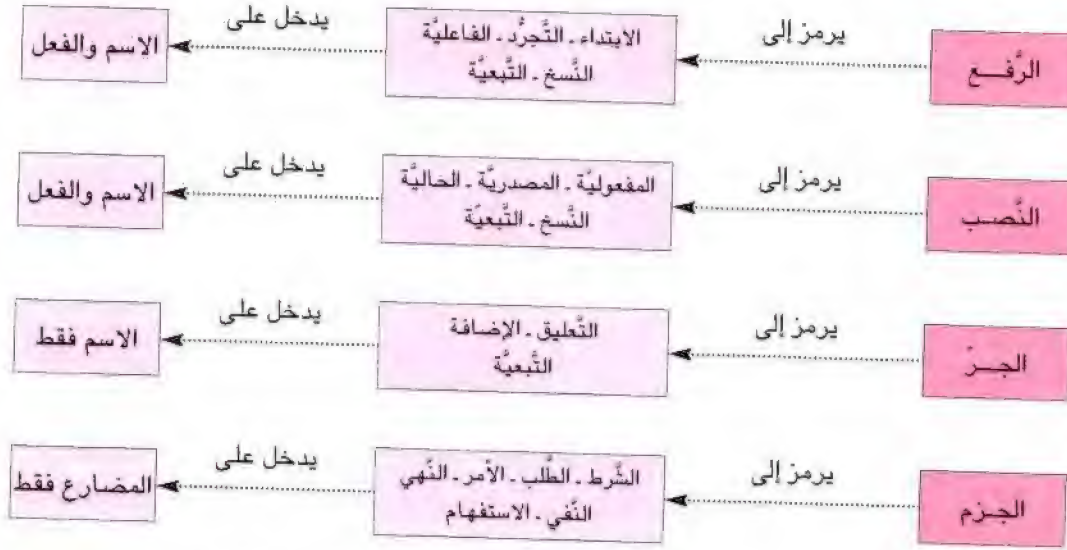 الرَّفـــع
يرمز إلى
الابتداء ـ التَّجرُّد ـ الفاعليَّة
النَّسخ ـ التَّبعيَّة
يدخل على
الاسم والفعل
النَّصـب
يرمز إلى
المفعوليَّة ـ المصدريَّة ـ الحاليَّة
النَّسخ ـ التَّبعيَّة
يدخل على
الاسم والفعل
الجـــرّ
يرمز إلى
التَّعليق ـ الإضافة
التَّبعيَّة
يدخل على
الاسم فقط
الجـزم
يرمز إلى
الشَّرط ـ الطَّلب ـ الأمر ـ النَّهي
النَّفي ـ الاستفهام
يدخل على
المضارع فقط